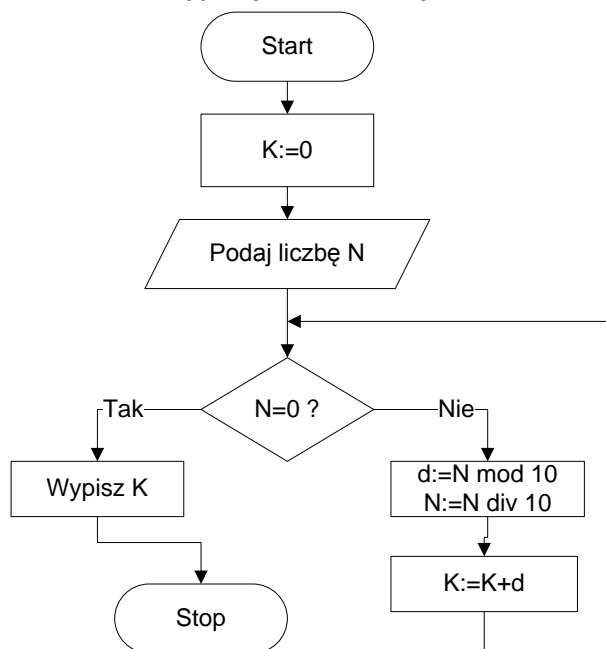 Start
K:=0
Podaj liczbę N
N=0 ?
Tak
Nie
Wypisz K
d:=N mod 10
N:=N div 10
K:=K+d
Stop